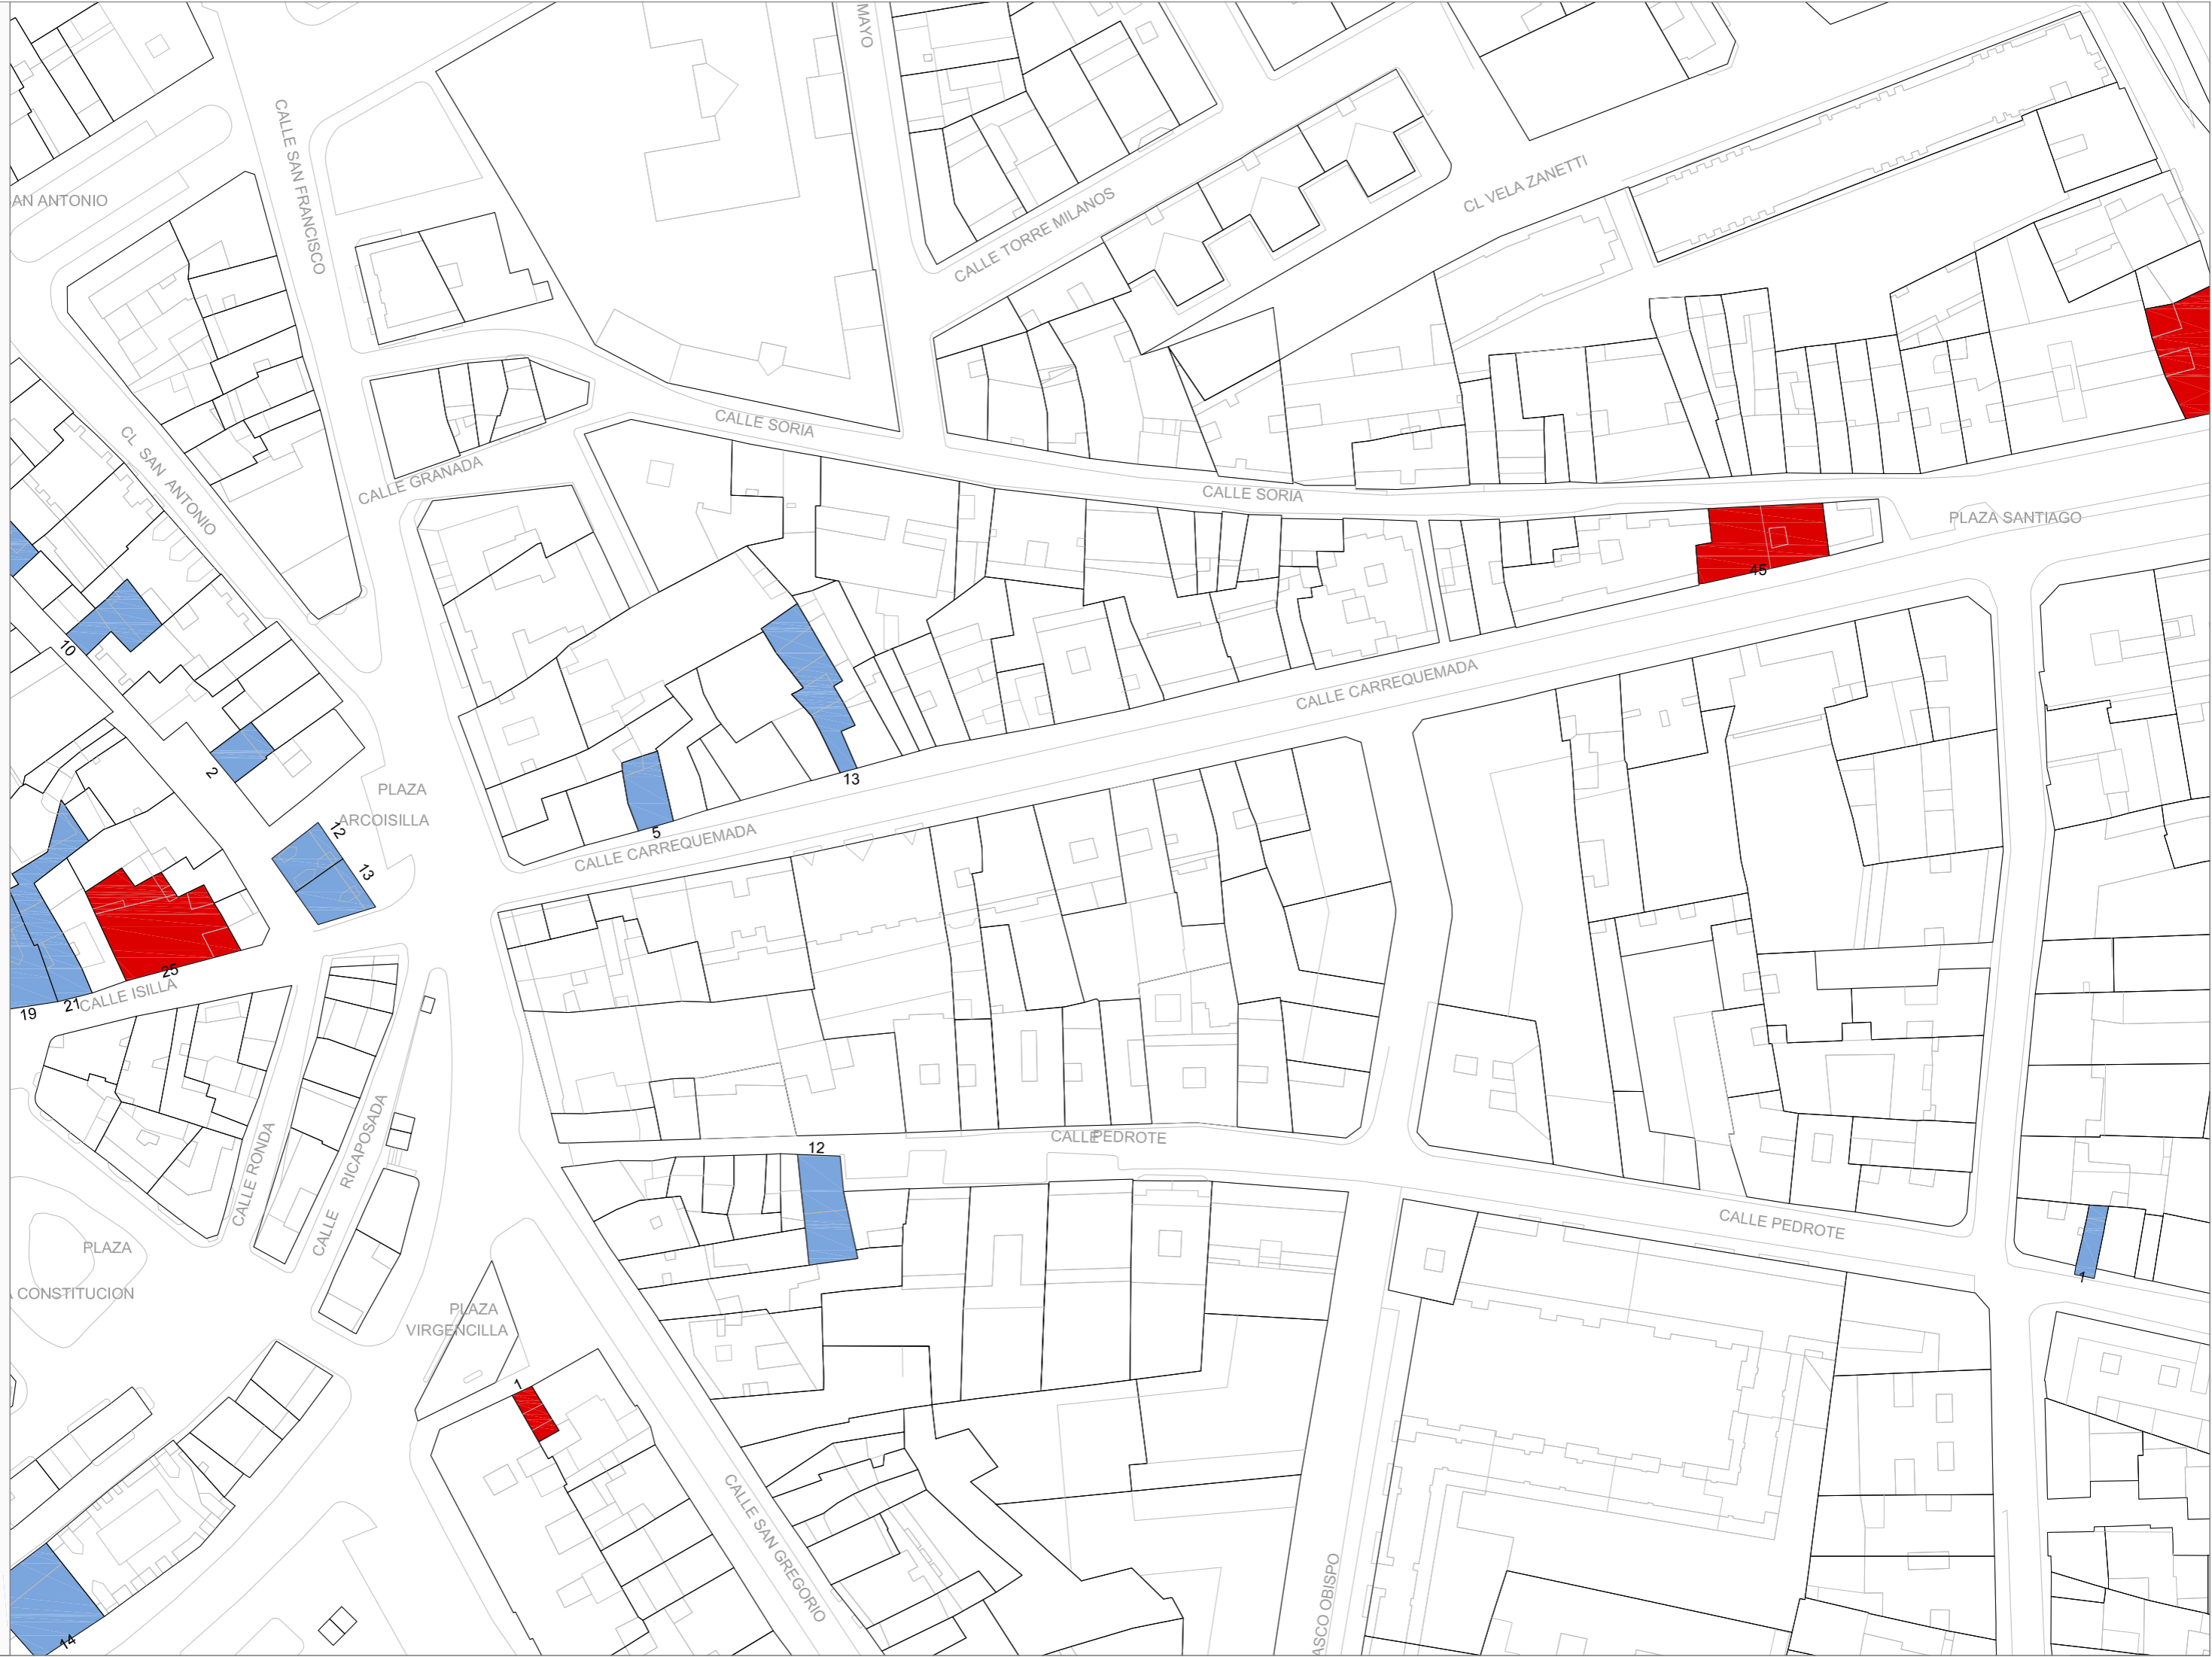 MAYO
CALLE SAN FRANCISCO
AN ANTONIO
CALLE TORRE MILANOS
CL VELA ZANETTI
CL SAN ANTONIO
CALLE GRANADA
CALLE SORIA
CALLE SORIA
PLAZA SANTIAGO
45
10
CALLE CARREQUEMADA
2
13
PLAZA
ARCOISILLA
12
13
5
CALLE CARREQUEMADA
25
CALLE ISILLA
21
19
CALLE RONDA
CALLE RICAPOSADA
CALLE PEDROTE
12
CALLE PEDROTE
PLAZA
CONSTITUCION
1
PLAZA
VIRGENCILLA
1
CALLE SAN GREGORIO
ASCO OBISPO
14